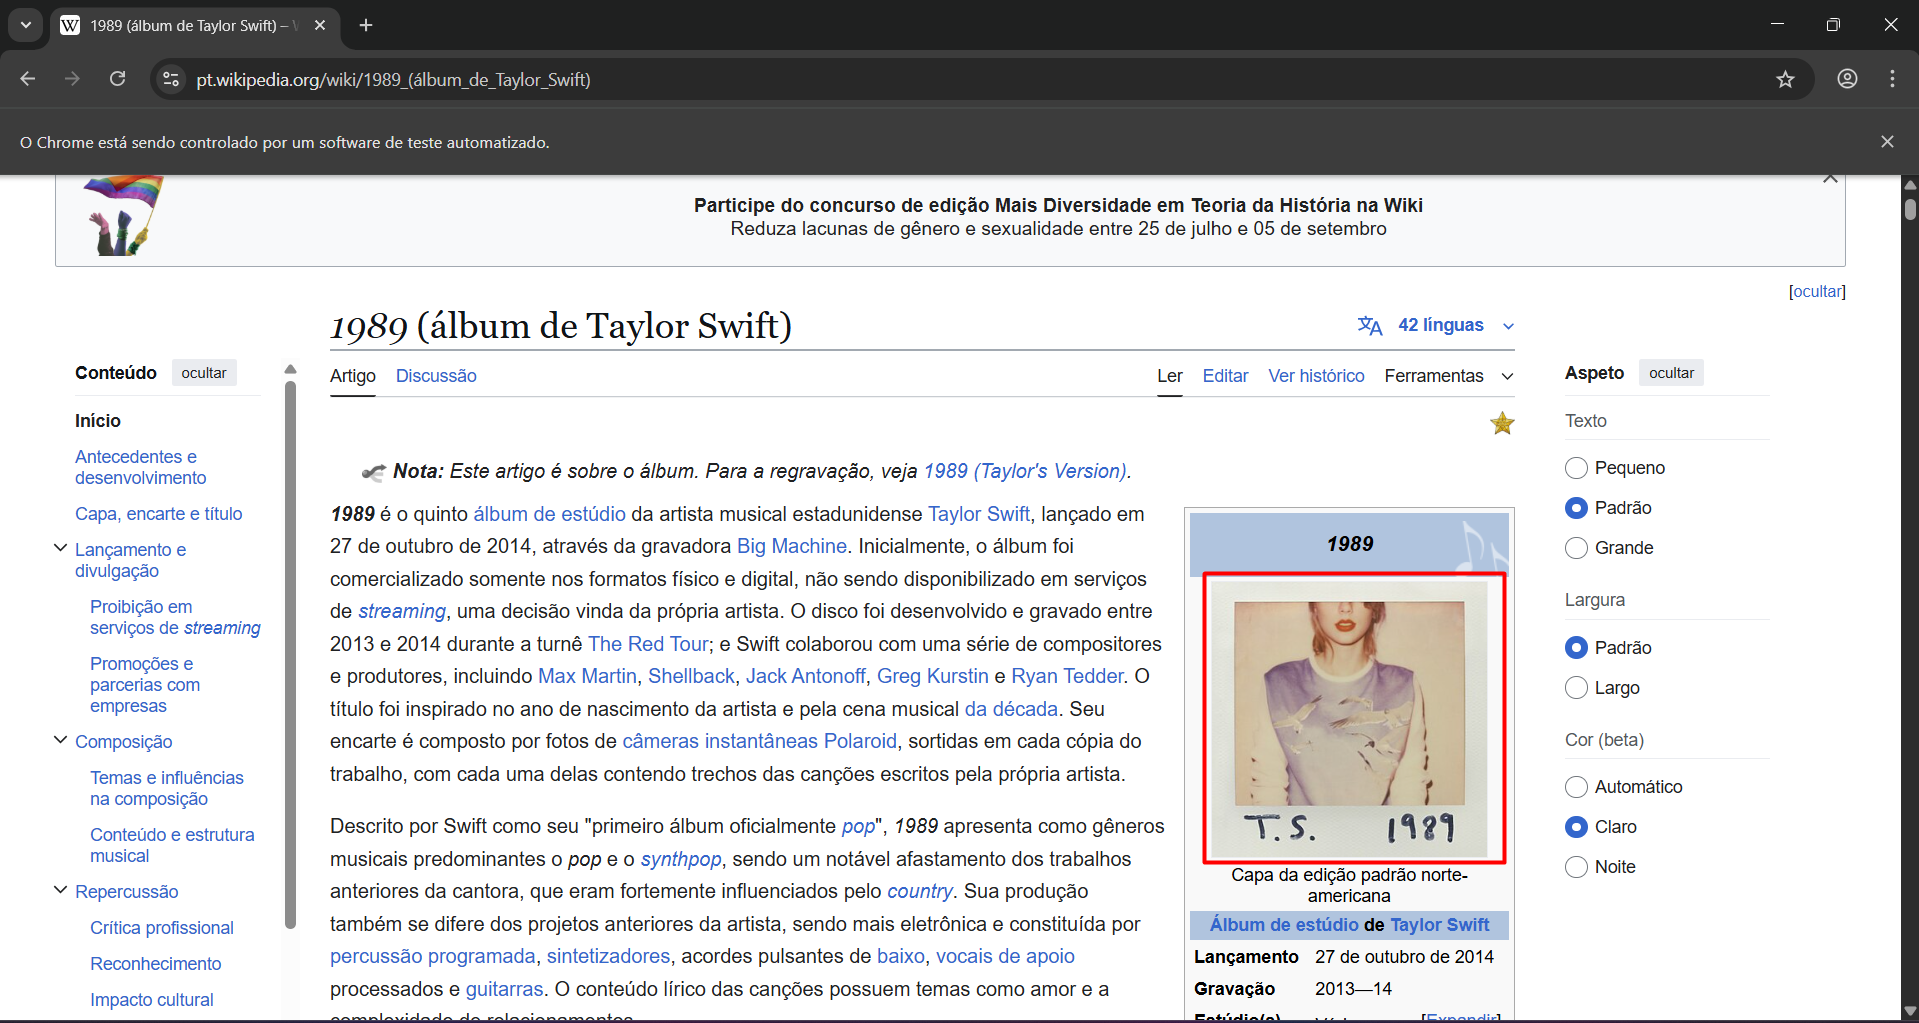 1989 (álbum de Taylor Swift) –
pt.wikipedia.org/wiki/1989_(álbum_de_Taylor_Swift)
O Chrome está sendo controlado por um software de teste automatizado.
Participe do concurso de edição Mais Diversidade em Teoria da História na Wiki
Reduza lacunas de gênero e sexualidade entre 25 de julho e 05 de setembro
[ocultar]
1989 (álbum de Taylor Swift)
42 línguas
Conteúdo ocultar
Início
Antecedentes e
desenvolvimento
Capa, encarte e título
Lançamento e
divulgação
Proibição em
serviços de streaming
Promoções e
parcerias com
empresas
Composição
Temas e influências
na composição
Conteúdo e estrutura
musical
Repercussão
Crítica profissional
Reconhecimento
Impacto cultural
Artigo Discussão Ler Editar Ver histórico Ferramentas
Nota: Este artigo é sobre o álbum. Para a regravação, veja 1989 (Taylor's Version).
1989 é o quinto álbum de estúdio da artista musical estadunidense Taylor Swift, lançado em
27 de outubro de 2014, através da gravadora Big Machine. Inicialmente, o álbum foi
comercializado somente nos formatos físico e digital, não sendo disponibilizado em serviços
de streaming, uma decisão vinda da própria artista. O disco foi desenvolvido e gravado entre
2013 e 2014 durante a turnê The Red Tour; e Swift colaborou com uma série de compositores
e produtores, incluindo Max Martin, Shellback, Jack Antonoff, Greg Kurstin e Ryan Tedder. O
título foi inspirado no ano de nascimento da artista e pela cena musical da década. Seu
encarte é composto por fotos de câmeras instantâneas Polaroid, sortidas em cada cópia do
trabalho, com cada uma delas contendo trechos das canções escritos pela própria artista.
Descrito por Swift como seu "primeiro álbum oficialmente pop", 1989 apresenta como gêneros
musicais predominantes o pop e o synthpop, sendo um notável afastamento dos trabalhos
anteriores da cantora, que eram fortemente influenciados pelo country. Sua produção
também se difere dos projetos anteriores da artista, sendo mais eletrônica e constituída por
percussão programada, sintetizadores, acordes pulsantes de baixo, vocais de apoio
processados e guitarras. O conteúdo lírico das canções possuem temas como amor e a
complexidade do relacionamentos
1989
T.S. 1989
Capa da edição padrão norte-
americana
Álbum de estúdio de Taylor Swift
Lançamento 27 de outubro de 2014
Gravação 2013—14
Estúdio(s) [Expandir]
Aspeto ocultar
Texto
Pequeno
Padrão
Grande
Largura
Padrão
Largo
Cor (beta)
Automático
Claro
Noite